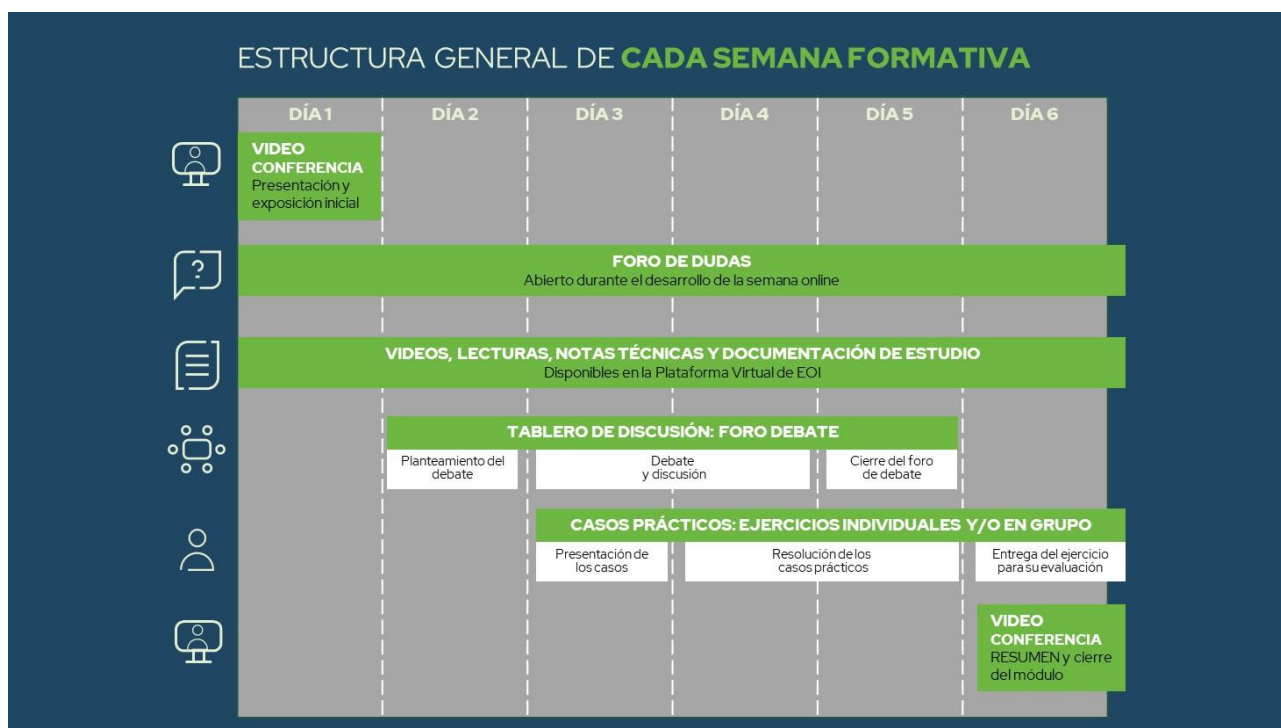 ESTRUCTURA GENERAL DE CADA SEMANA FORMATIVA
DÍA 1 DÍA 2 DÍA 3 DÍA 4 DÍA 5 DÍA 6
VIDEO
CONFERENCIA
Presentación y
exposición inicial
?
FORO DE DUDAS
Abierto durante el desarrollo de la semana online
VIDEOS, LECTURAS, NOTAS TÉCNICAS Y DOCUMENTACIÓN DE ESTUDIO
Disponibles en la Plataforma Virtual de EOI
TABLERO DE DISCUSIÓN: FORO DEBATE
Planteamiento del
debate
Debate
y discusión
Cierre del foro
de debate
CASOS PRÁCTICOS: EJERCICIOS INDIVIDUALES Y/O EN GRUPO
Presentación de
los casos
Resolución de los
casos prácticos
Entrega del ejercicio
para su evaluación
VIDEO
CONFERENCIA
RESUMEN y cierre
del módulo